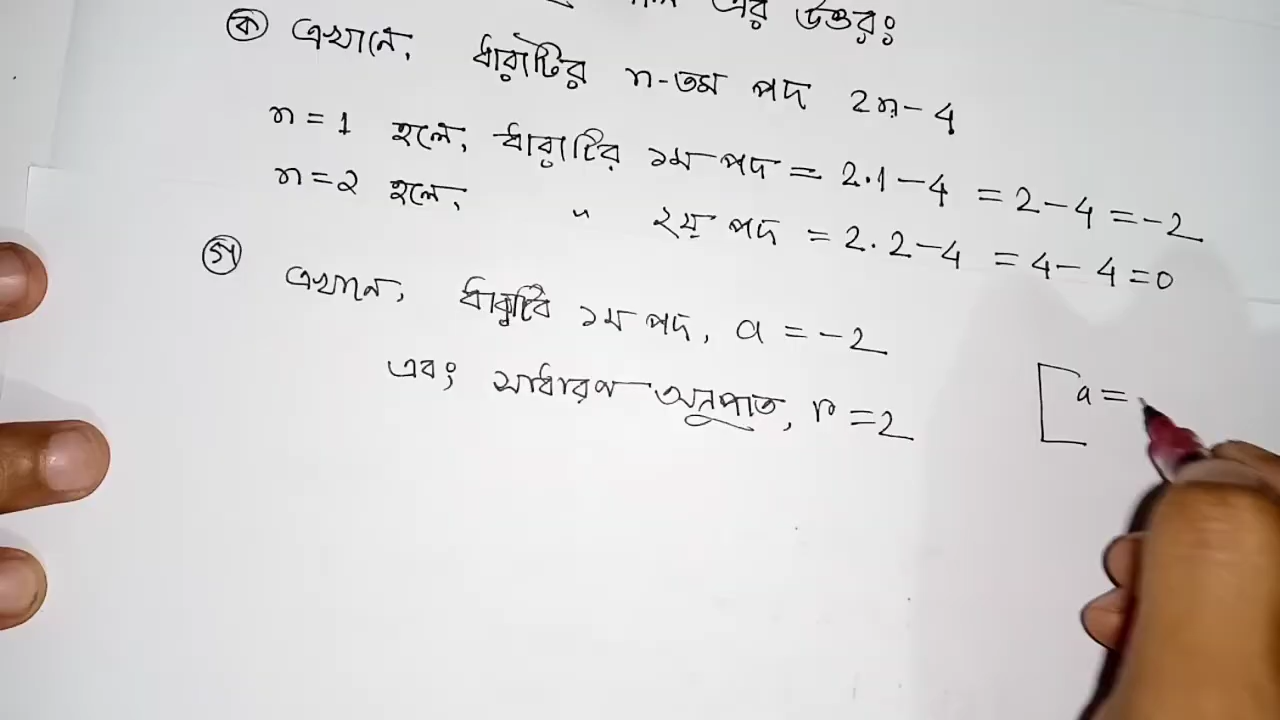 এর উত্তরঃ
ক এখানে, ধারাটির n-তম পদ 2n-4
n=1 হলে, ধারাটির ১ম পদ = 2.1-4 = 2-4 = -2
n=২ হলে, " ২য় পদ = 2.2-4 = 4-4 = 0
গ এখানে, ধারাটির ১ম পদ, a = -2
এবং সাধারণ অনুপাত, r = 2
a =